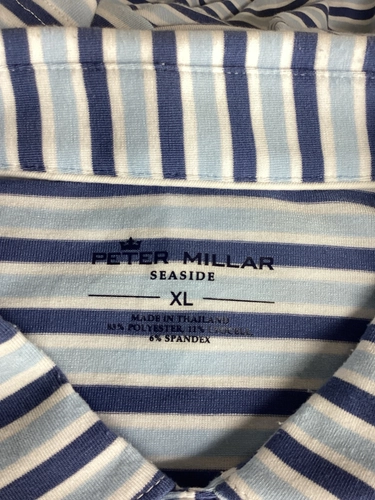 PETER MILLAR
SEASIDE
XL
MADE IN THAILAND
83% POLYESTER, 11%
6% SPANDEX